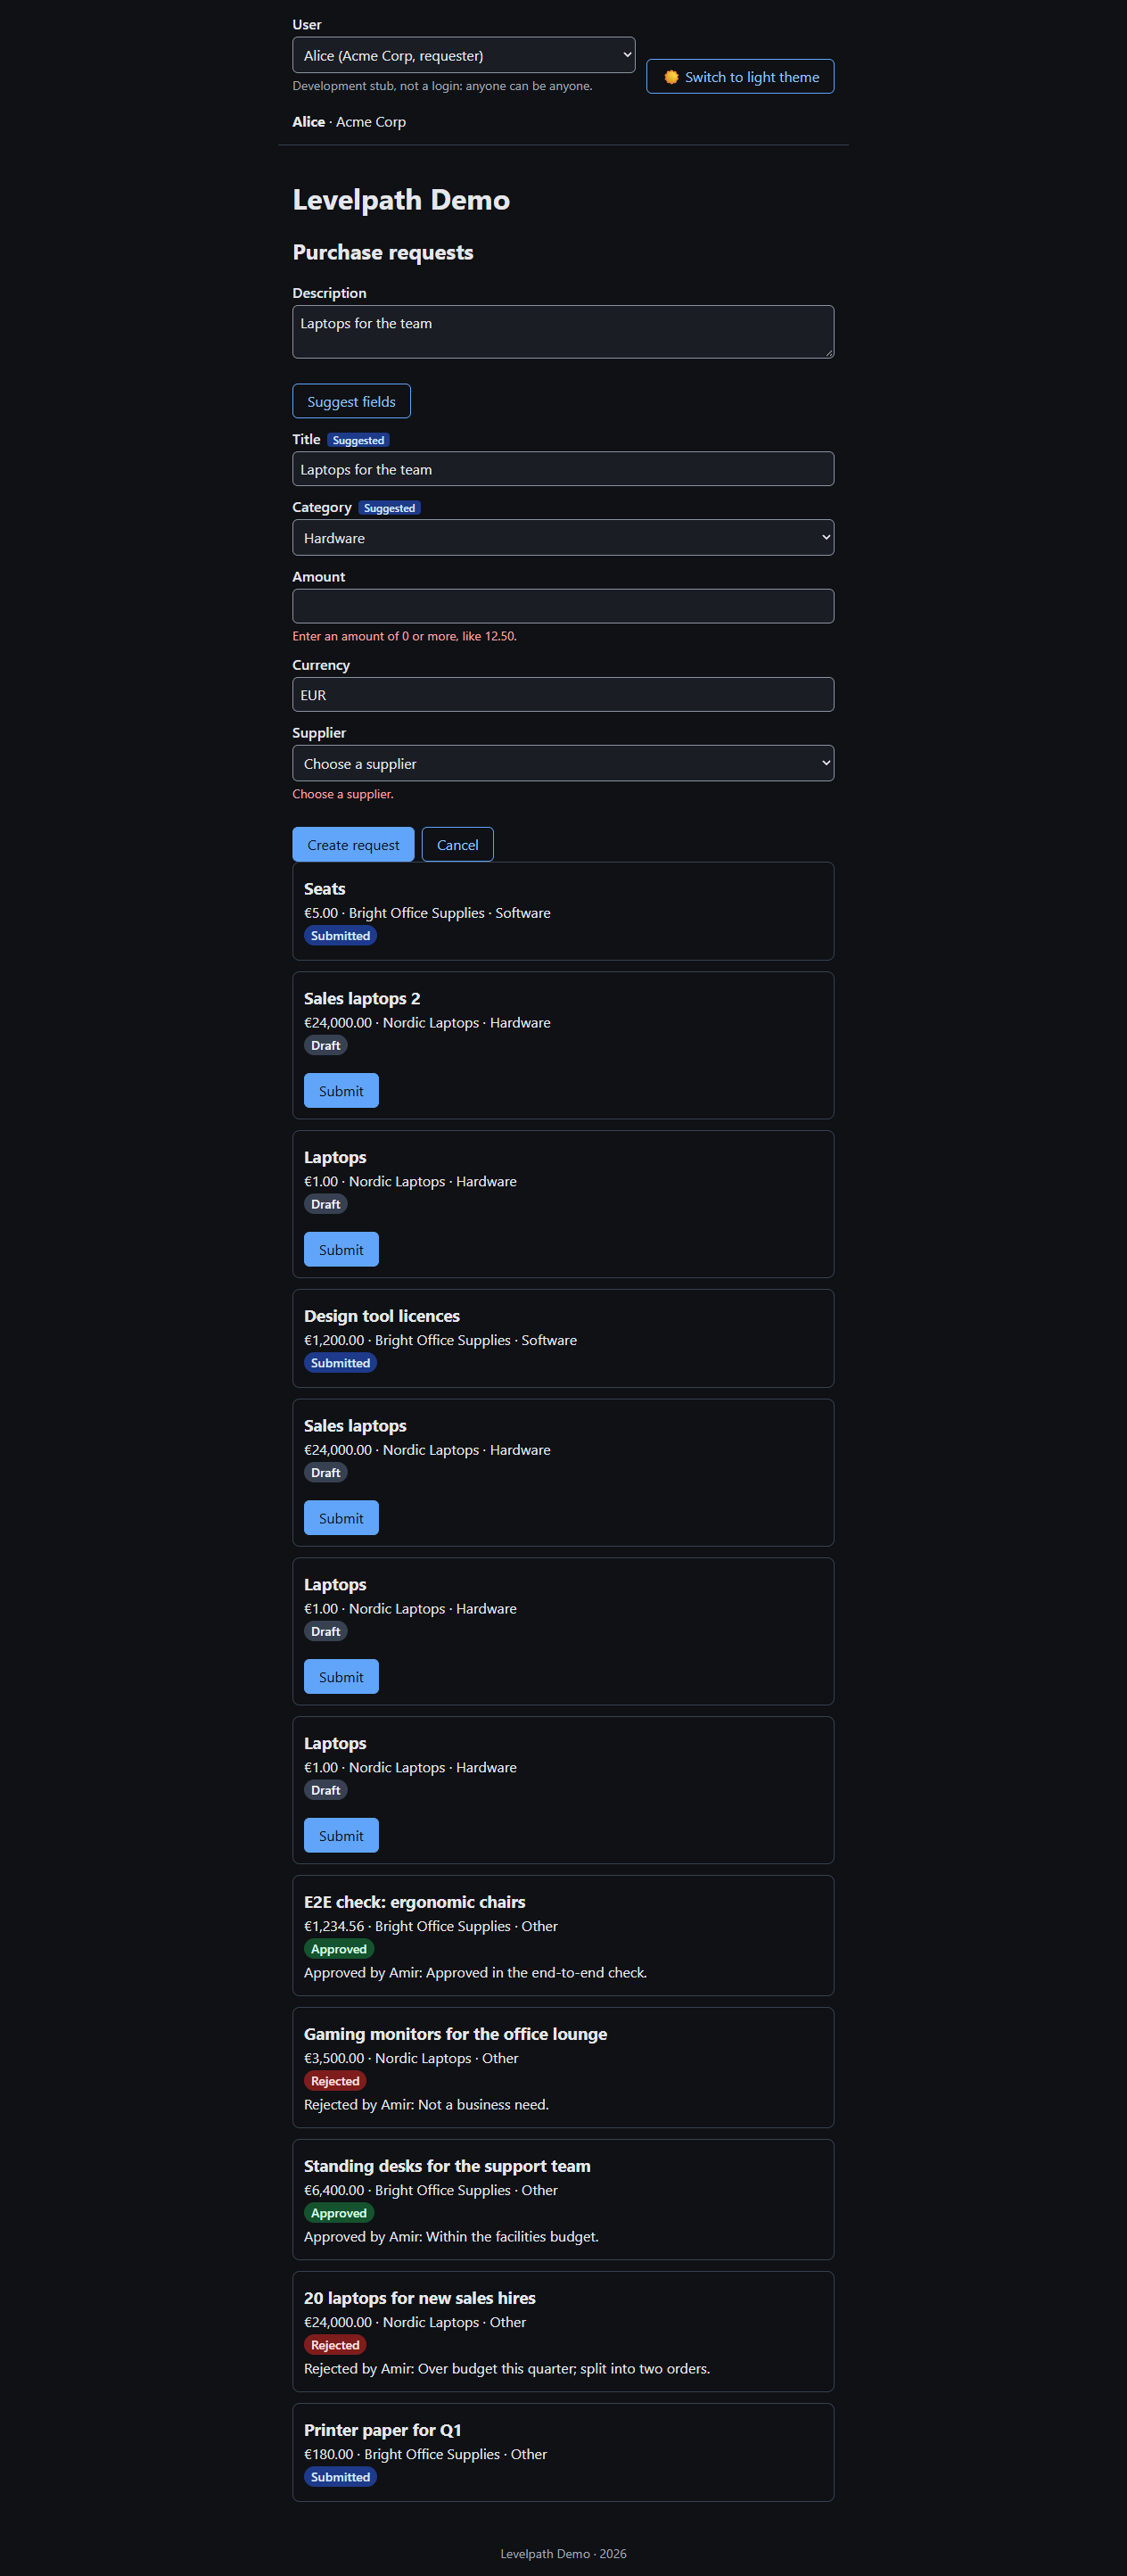 User
Alice (Acme Corp, requester)
Switch to light theme
Development stub, not a login: anyone can be anyone.
Alice · Acme Corp
Levelpath Demo
Purchase requests
Description
Laptops for the team
Suggest fields
Title Suggested
Laptops for the team
Category Suggested
Hardware
Amount
Enter an amount of 0 or more, like 12.50.
Currency
EUR
Supplier
Choose a supplier
Choose a supplier.
Create request Cancel
Seats
€5.00 · Bright Office Supplies · Software
Submitted
Sales laptops 2
€24,000.00 · Nordic Laptops · Hardware
Draft
Submit
Laptops
€1.00 · Nordic Laptops · Hardware
Draft
Submit
Design tool licences
€1,200.00 · Bright Office Supplies · Software
Submitted
Sales laptops
€24,000.00 · Nordic Laptops · Hardware
Draft
Submit
Laptops
€1.00 · Nordic Laptops · Hardware
Draft
Submit
Laptops
€1.00 · Nordic Laptops · Hardware
Draft
Submit
E2E check: ergonomic chairs
€1,234.56 · Bright Office Supplies · Other
Approved
Approved by Amir: Approved in the end-to-end check.
Gaming monitors for the office lounge
€3,500.00 · Nordic Laptops · Other
Rejected
Rejected by Amir: Not a business need.
Standing desks for the support team
€6,400.00 · Bright Office Supplies · Other
Approved
Approved by Amir: Within the facilities budget.
20 laptops for new sales hires
€24,000.00 · Nordic Laptops · Other
Rejected
Rejected by Amir: Over budget this quarter; split into two orders.
Printer paper for Q1
€180.00 · Bright Office Supplies · Other
Submitted
Levelpath Demo · 2026